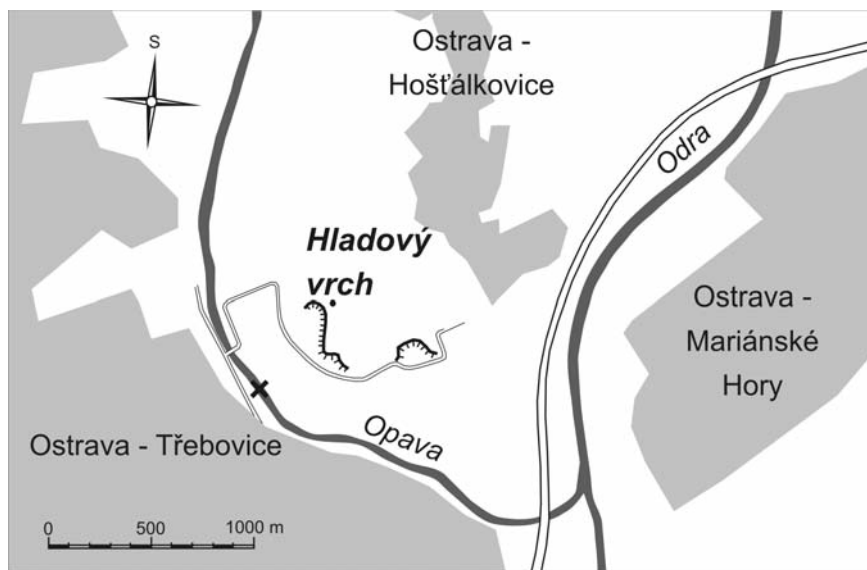 S
Ostrava -
Hošťálkovice
Odra
Hladový
vrch
Ostrava -
Mariánské
Hory
Ostrava - Třebovice
Opava
0 500 1000 m